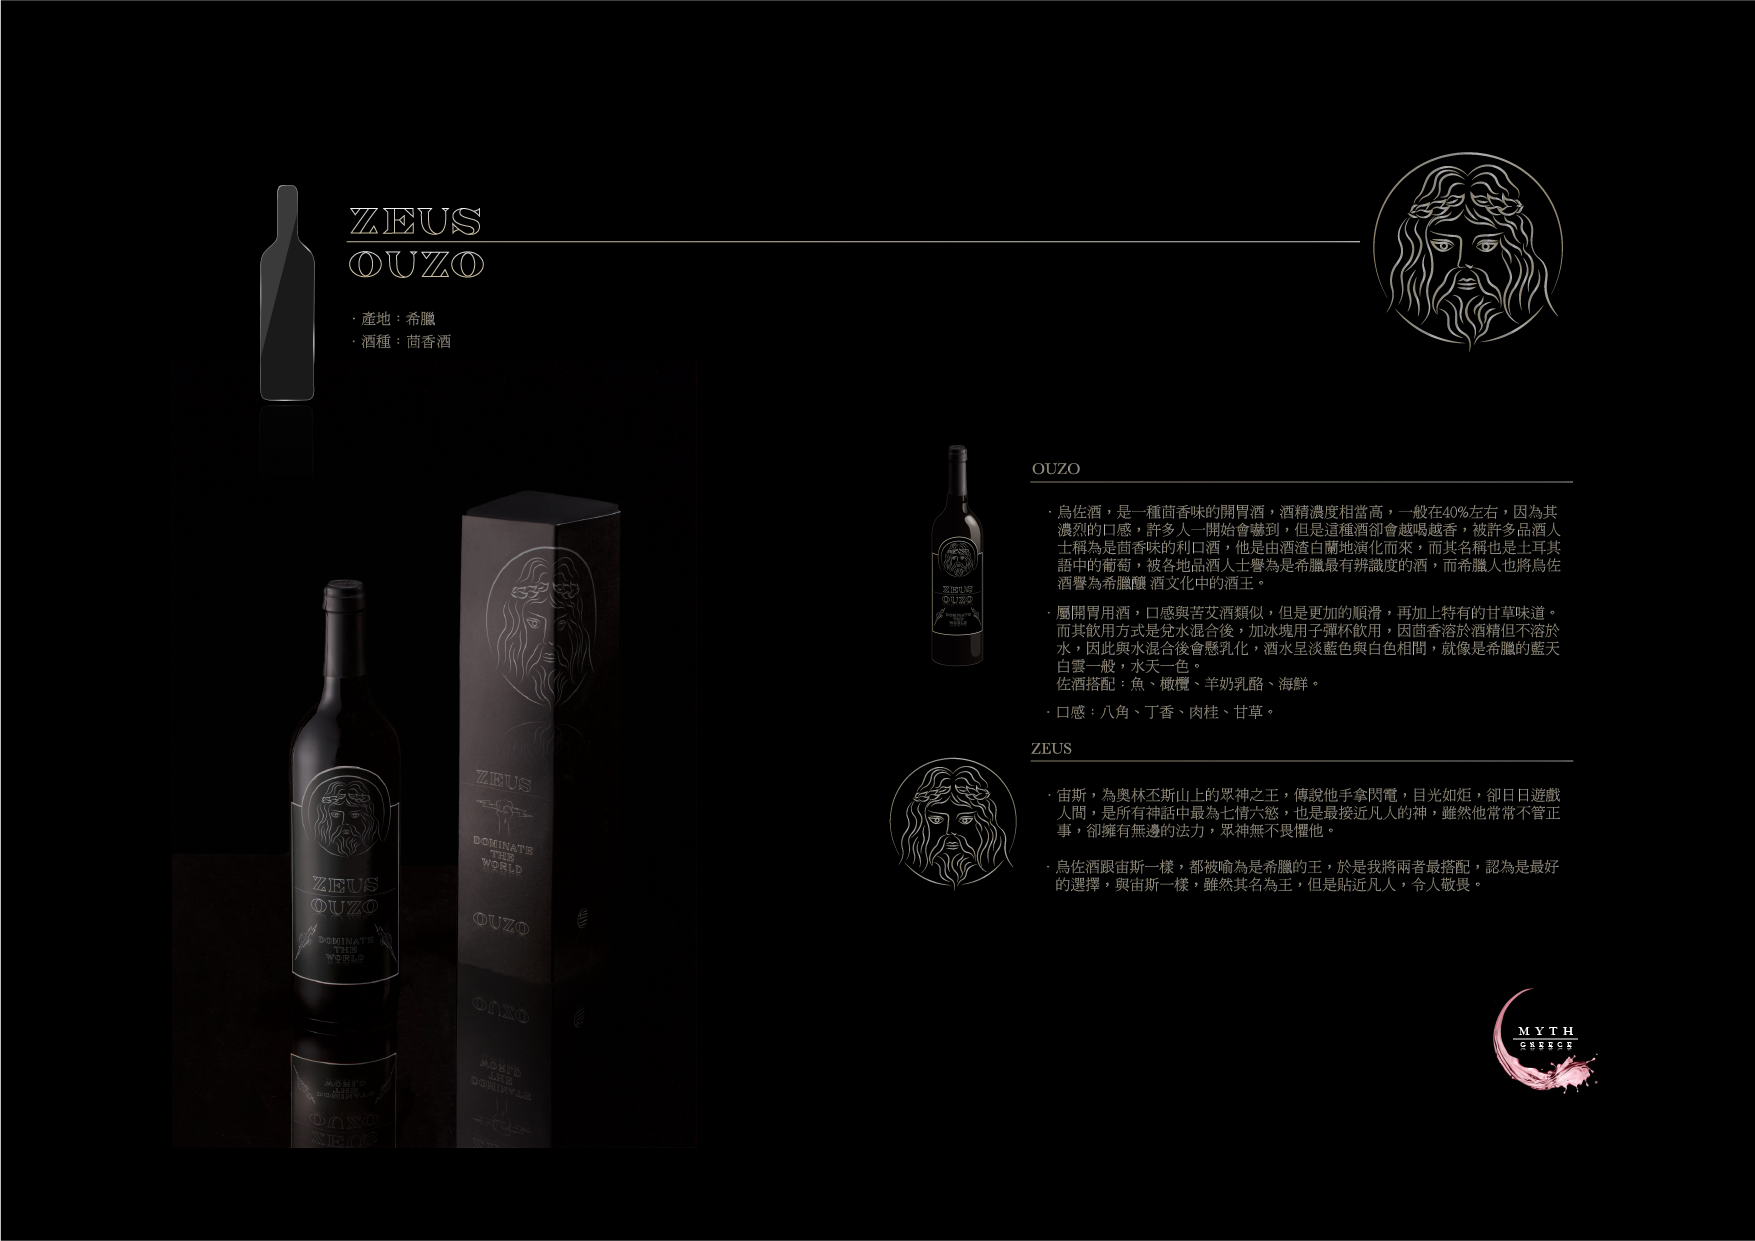 ZEUS
OUZO
· 產地：希臘
· 酒種：茴香酒
ZEUS
OUZO
DOMINATE
THE
WORLD
ZEUS
DOMINATE
THE
WORLD
OUZO
ZEUS
OUZO
DOMINATE
THE
WORLD
OUZO
· 烏佐酒，是一種茴香味的開胃酒，酒精濃度相當高，一般在40%左右，因為其
濃烈的口感，許多人一開始會嚇到，但是這種酒卻會越喝越香，被許多品酒人
士稱為是茴香味的利口酒，他是由酒渣白蘭地演化而來，而其名稱也是土耳其
語中的葡萄，被各地品酒人士譽為是希臘最有辨識度的酒，而希臘人也將烏佐
酒譽為希臘釀 酒文化中的酒王。
· 屬開胃用酒，口感與苦艾酒類似，但是更加的順滑，再加上特有的甘草味道。
而其飲用方式是兌水混合後，加冰塊用子彈杯飲用，因茴香溶於酒精但不溶於
水，因此與水混合後會懸乳化，酒水呈淡藍色與白色相間，就像是希臘的藍天
白雲一般，水天一色。
佐酒搭配：魚、橄欖、羊奶乳酪、海鮮。
· 口感：八角、丁香、肉桂、甘草。
ZEUS
· 宙斯，為奧林丕斯山上的眾神之王，傳說他手拿閃電，目光如炬，卻日日遊戲
人間，是所有神話中最為七情六慾，也是最接近凡人的神，雖然他常常不管正
事，卻擁有無邊的法力，眾神無不畏懼他。
· 烏佐酒跟宙斯一樣，都被喻為是希臘的王，於是我將兩者最搭配，認為是最好
的選擇，與宙斯一樣，雖然其名為王，但是貼近凡人，令人敬畏。
MYTH
GREECE